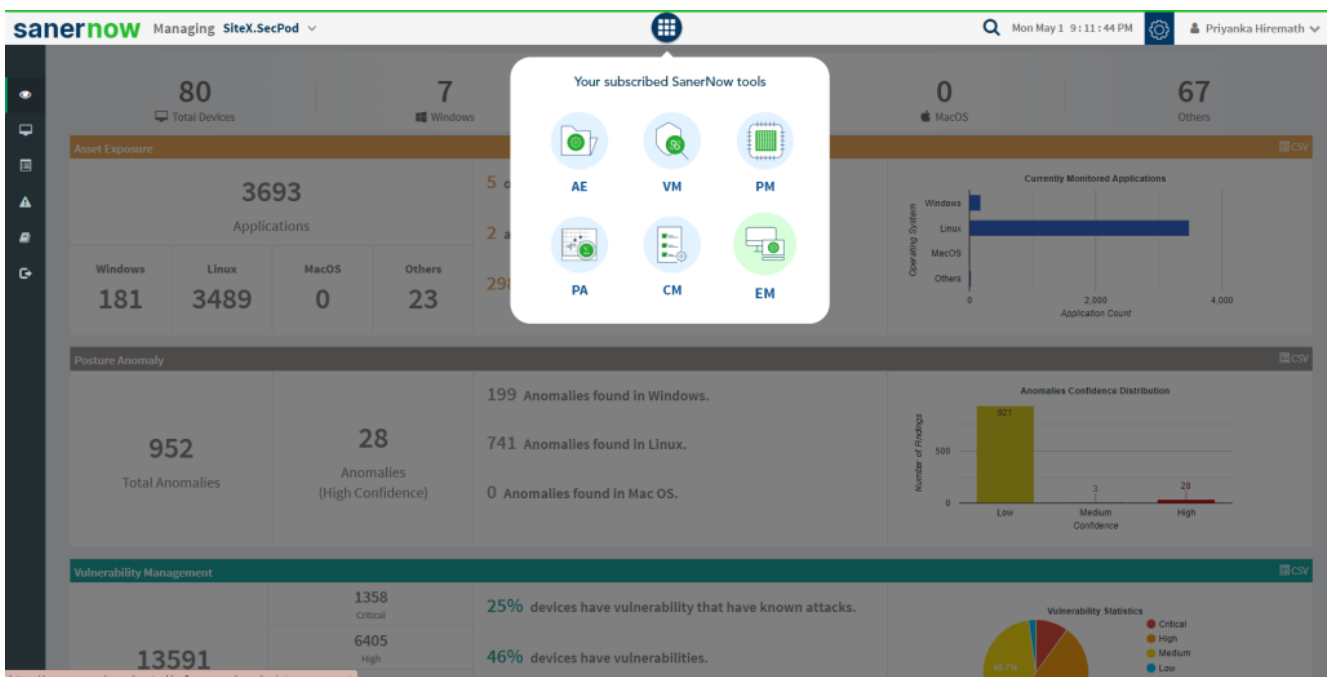 sanernow Managing SiteX.SecPod
Mon May 1 9:11:44 PM Priyanka Hiremath
Your subscribed SanerNow tools
AE VM PM
PA CM EM
80
Total Devices
7
Windows
0
MacOS
67
Others
Asset Exposure CSV
3693
Applications
Windows Linux MacOS Others
181 3489 0 23
5
2
Currently Monitored Applications
Operating System
Windows
Linux
MacOS
Others
0 2,000 4,000
Application Count
Posture Anomaly CSV
952
Total Anomalies
28
Anomalies
(High Confidence)
199 Anomalies found in Windows.
741 Anomalies found in Linux.
0 Anomalies found in Mac OS.
Anomalies Confidence Distribution
Number of Findings
500
0
821
3
28
Low Medium High
Confidence
Vulnerability Management CSV
13591
1358
Critical
6405
High
25% devices have vulnerability that have known attacks.
46% devices have vulnerabilities.
Vulnerability Statistics
Critical
High
Medium
Low